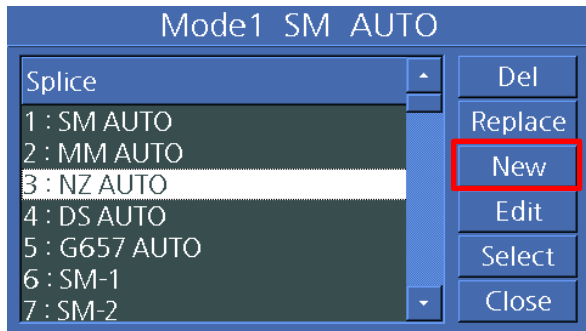 Mode1 SM AUTO
Splice
1 : SM AUTO
2 : MM AUTO
3 : NZ AUTO
4 : DS AUTO
5 : G657 AUTO
6 : SM-1
7 : SM-2
Del
Replace
New
Edit
Select
Close